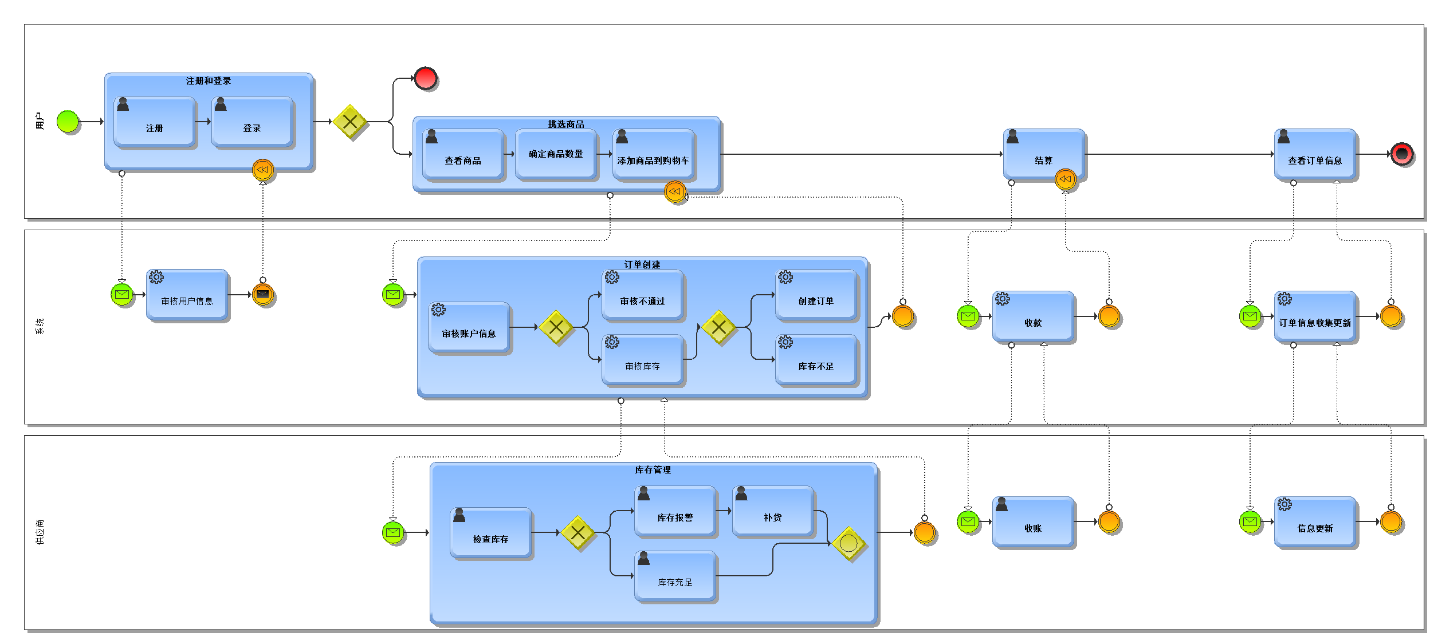 用户
注册和登录
注册
登录
挑选商品
查看商品
确定商品数量
添加商品到购物车
结算
查看订单信息
系统
审核用户信息
订单创建
审核账户信息
审核不通过
审核库存
创建订单
库存不足
收款
订单信息收集更新
供应商
库存管理
检查库存
库存报警
补货
库存充足
收账
信息更新